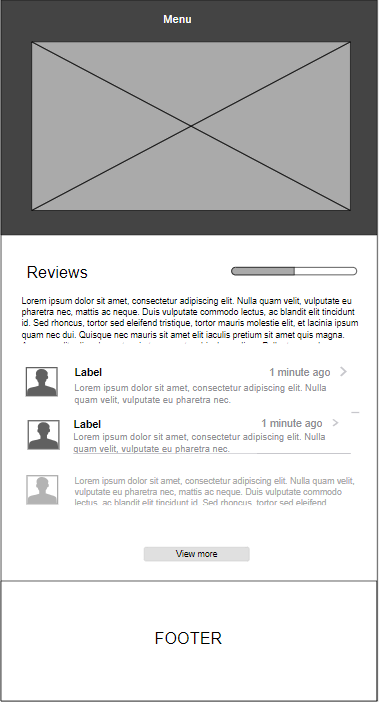 Menu
Reviews
Lorem ipsum dolor sit amet, consectetur adipiscing elit. Nulla quam velit, vulputate eu
pharetra nec, mattis ac neque. Duis vulputate commodo lectus, ac blandit elit tincidunt
id. Sed rhoncus, tortor sed eleifend tristique, tortor mauris molestie elit, et lacinia ipsum
quam nec dui. Quisque nec mauris sit amet elit iaculis pretium sit amet quis magna.
Label
1 minute ago
Lorem ipsum dolor sit amet, consectetur adipiscing elit. Nulla
quam velit, vulputate eu pharetra nec.
Label
1 minute ago
Lorem ipsum dolor sit amet, consectetur adipiscing elit. Nulla
quam velit, vulputate eu pharetra nec.
Lorem ipsum dolor sit amet, consectetur adipiscing elit. Nulla quam velit,
vulputate eu pharetra nec, mattis ac neque. Duis vulputate commodo
lectus, ac blandit elit tincidunt id. Sed rhoncus, tortor sed eleifend
View more
FOOTER